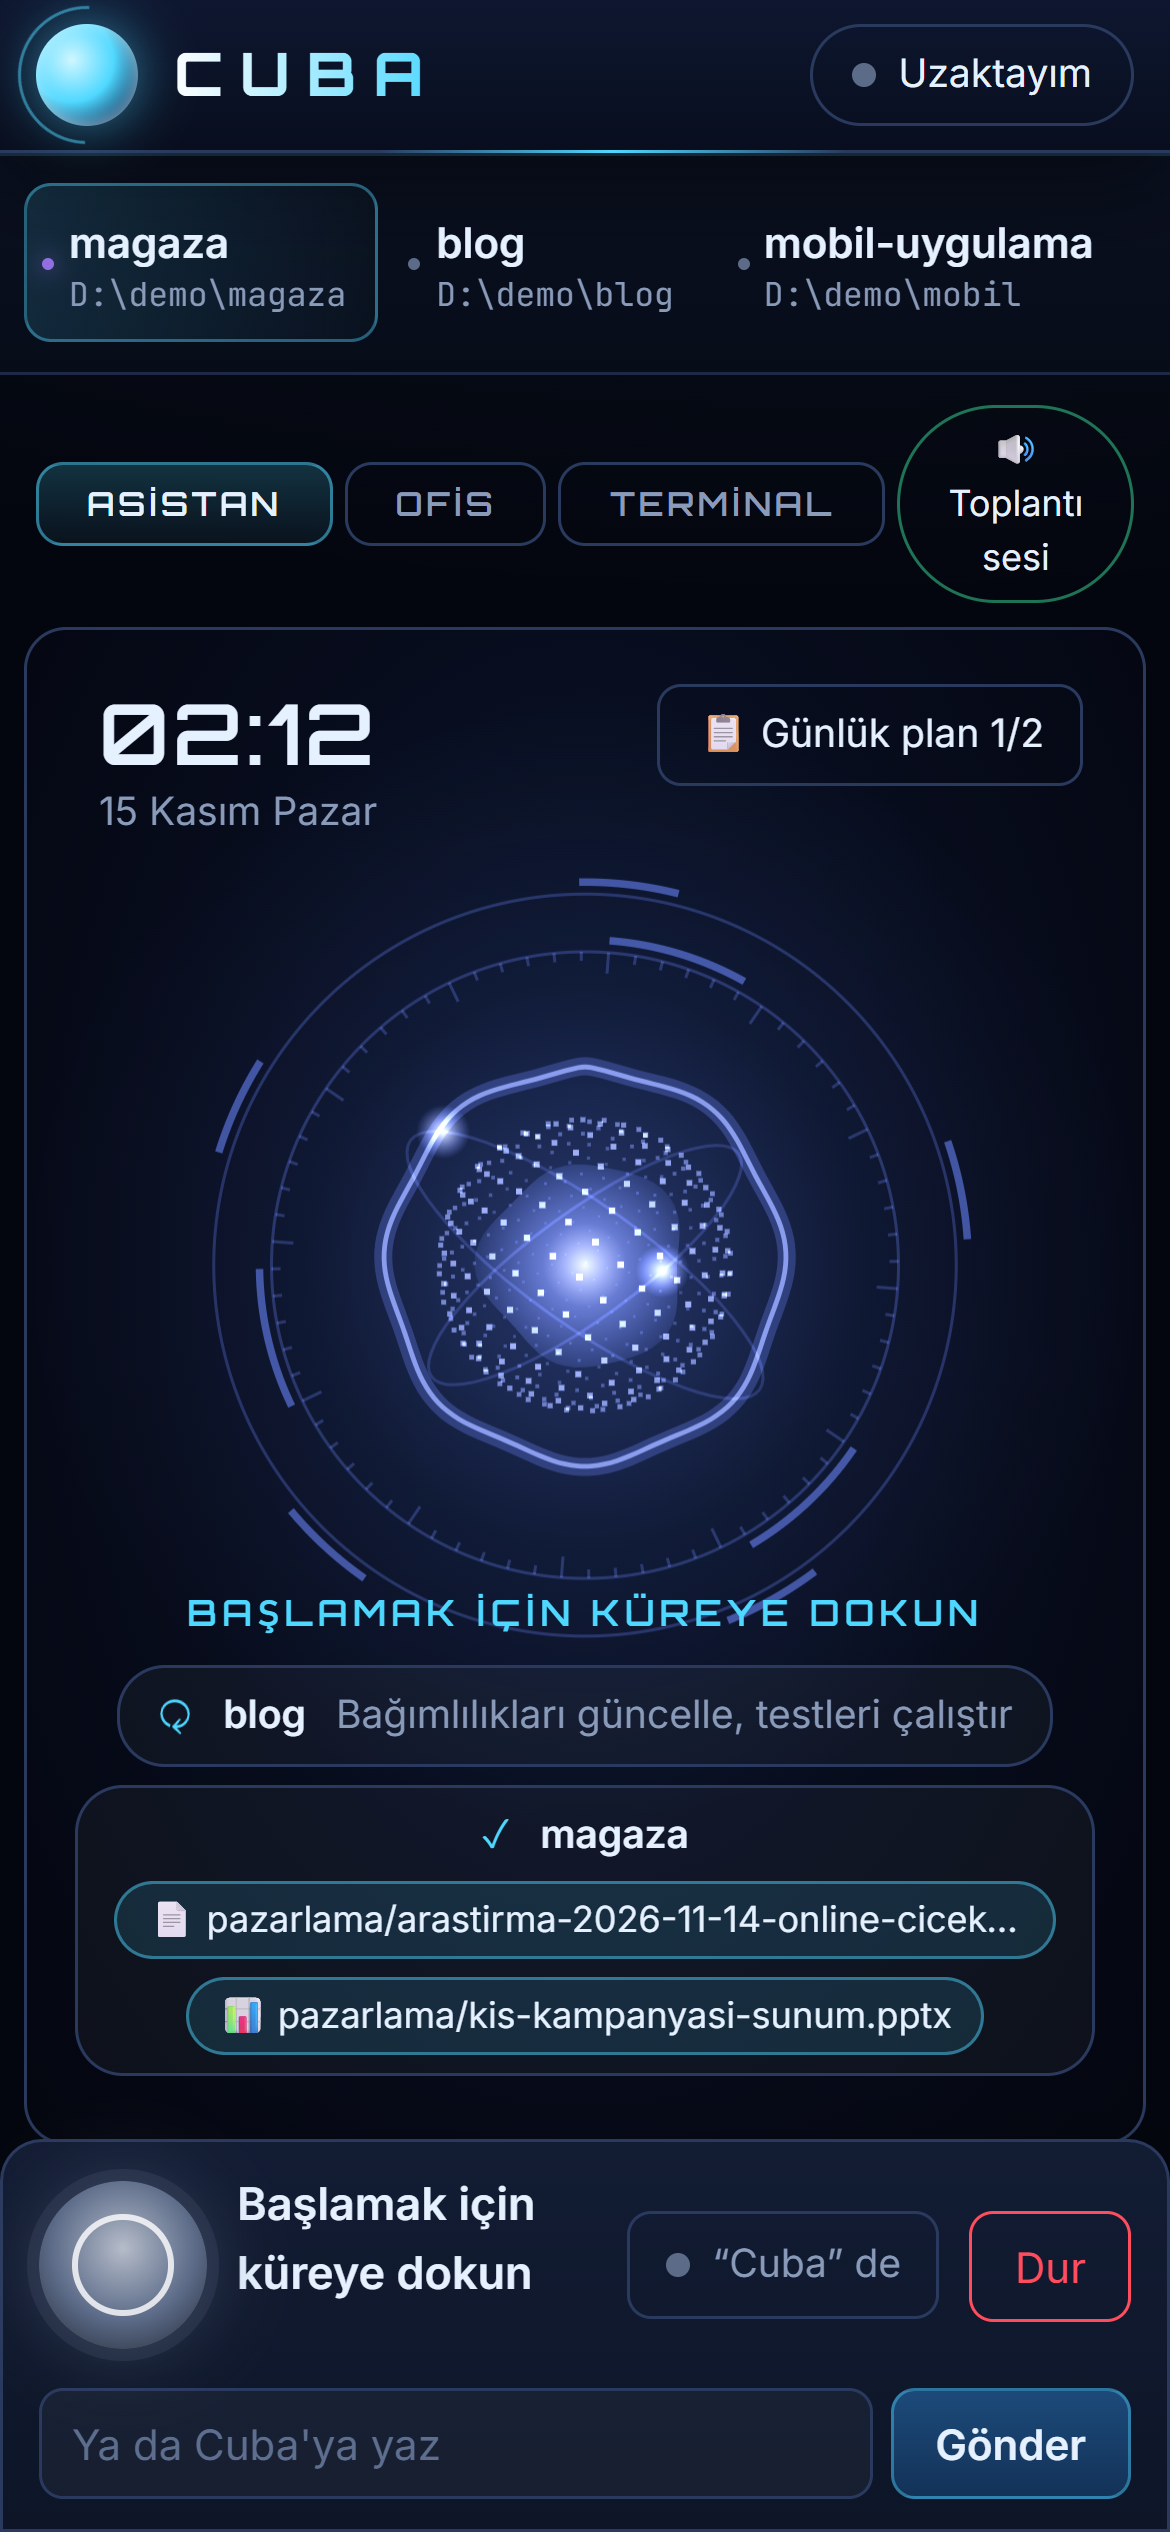 CUBA
Uzaktayım
magaza
D:\demo\magaza
blog
D:\demo\blog
mobil-uygulama
D:\demo\mobil
ASİSTAN
OFİS
TERMİNAL
Toplantı
sesi
02:12
15 Kasım Pazar
Günlük plan 1/2
BAŞLAMAK İÇİN KÜREYE DOKUN
blog Bağımlılıkları güncelle, testleri çalıştır
✓ magaza
pazarlama/arastirma-2026-11-14-online-cicek...
pazarlama/kis-kampanyasi-sunum.pptx
Başlamak için
küreye dokun
“Cuba” de
Dur
Ya da Cuba'ya yaz
Gönder